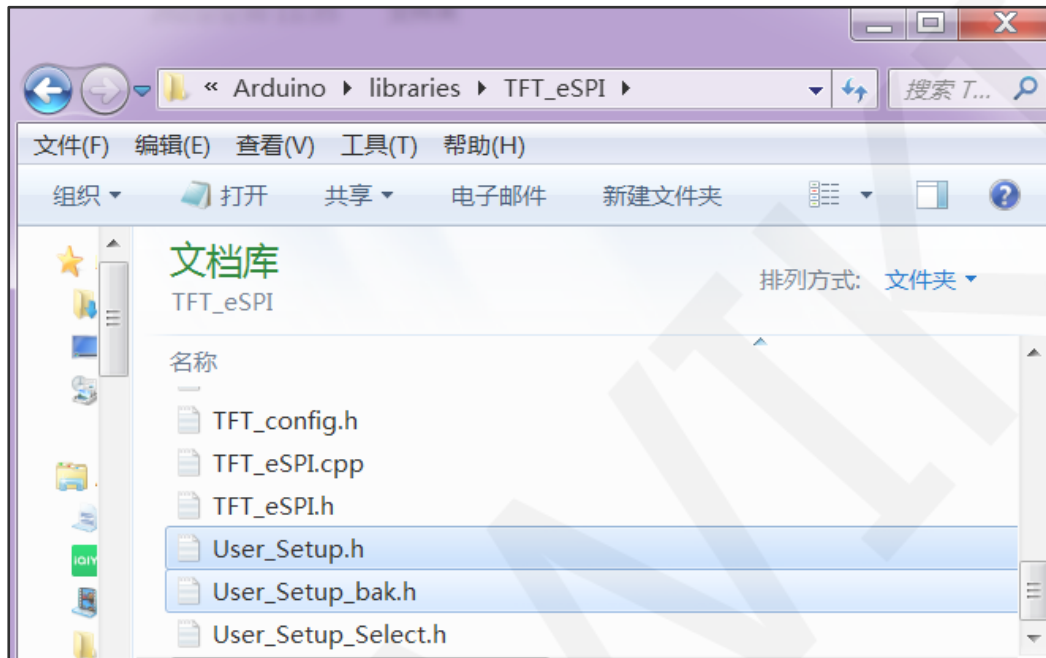 « Arduino ▸ libraries ▸ TFT_eSPI ▸ 搜索 T...
文件(F) 编辑(E) 查看(V) 工具(T) 帮助(H)
组织 打开 共享 电子邮件 新建文件夹
文档库
TFT_eSPI
排列方式: 文件夹
名称
TFT_config.h
TFT_eSPI.cpp
TFT_eSPI.h
User_Setup.h
User_Setup_bak.h
User_Setup_Select.h